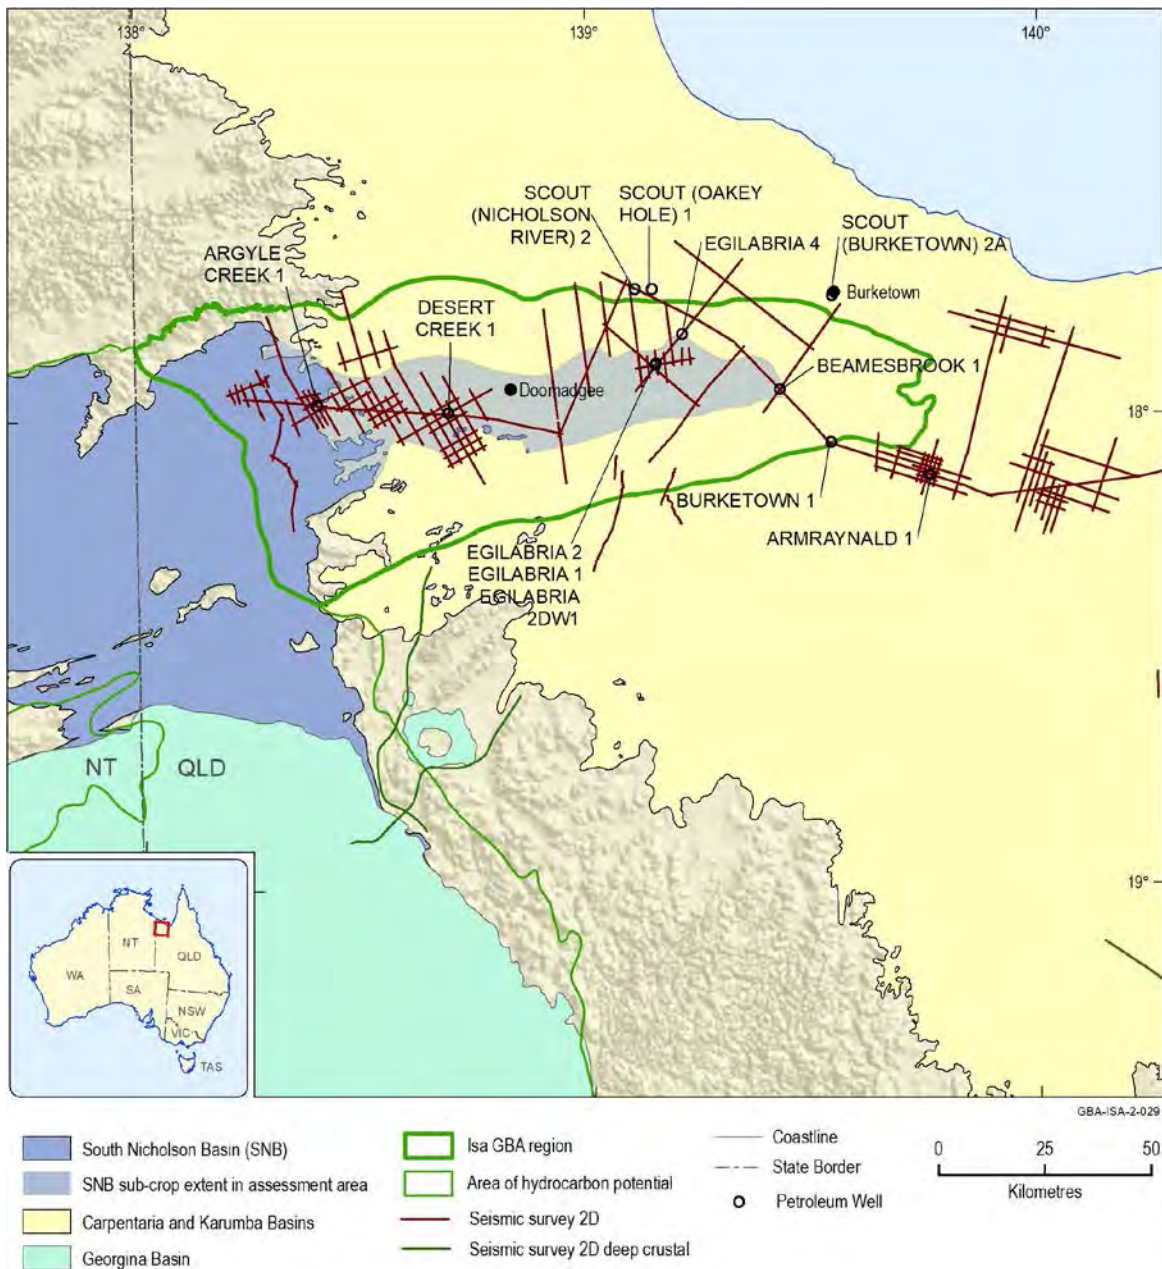 138°
139°
140°
SCOUT
(NICHOLSON
RIVER) 2
SCOUT (OAKEY
HOLE) 1
SCOUT
(BURKETOWN) 2A
EGILABRIA 4
ARGYLE
CREEK 1
DESERT
CREEK 1
Burketown
Doomadgee
BEAMESBROOK 1
18°
BURKETOWN 1
ARMRAYNALD 1
EGILABRIA 2
EGILABRIA 1
EGILABRIA
2DW1
NT
QLD
19°
NT
QLD
WA
SA
NSW
VIC
TAS
GBA-ISA-2-029
South Nicholson Basin (SNB)
SNB sub-crop extent in assessment area
Carpentaria and Karumba Basins
Georgina Basin
Isa GBA region
Area of hydrocarbon potential
Seismic survey 2D
Seismic survey 2D deep crustal
Coastline
State Border
Petroleum Well
0 25 50
Kilometres